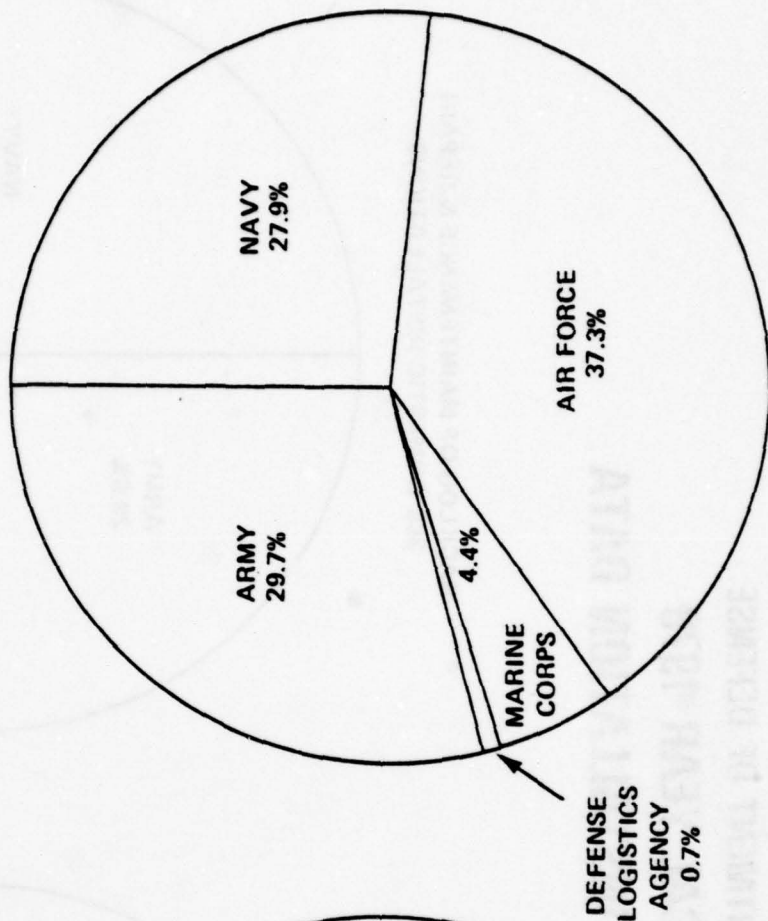 NAVY
27.9%
ARMY
29.7%
AIR FORCE
37.3%
4.4%
MARINE
CORPS
DEFENSE
LOGISTICS
AGENCY
0.7%